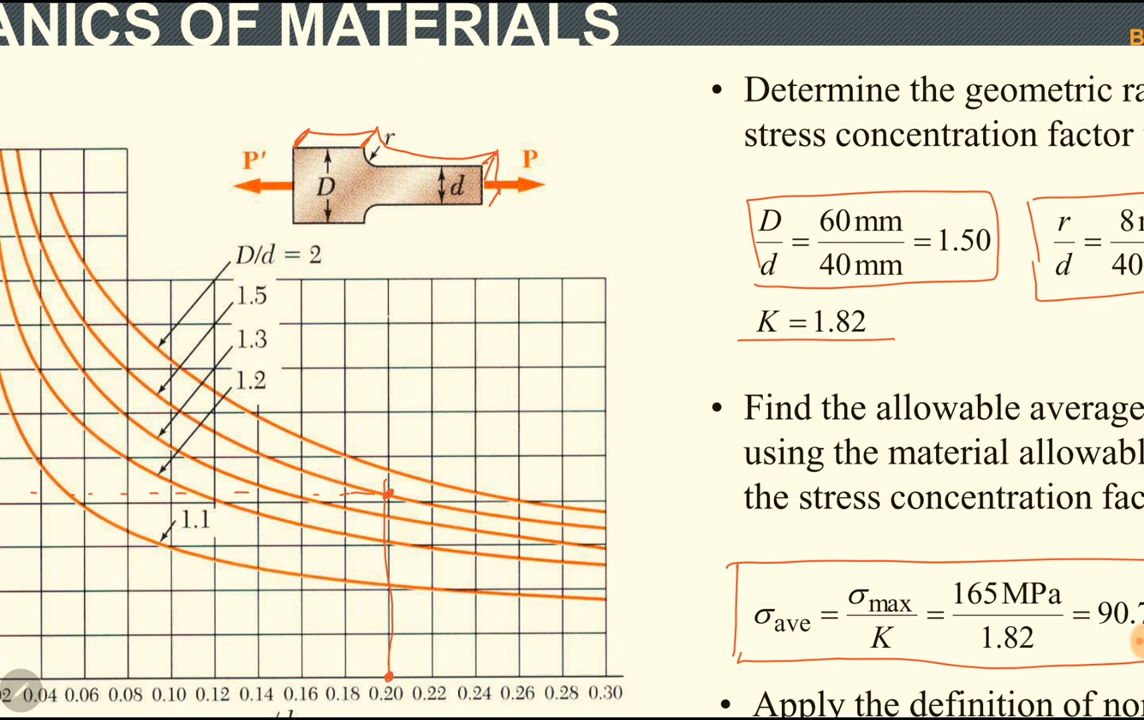 ANICS OF MATERIALS
B
• Determine the geometric ra
stress concentration factor
D/d = 60 mm/40 mm = 1.50
r/d = 8/40
K = 1.82
P' D r d P
D/d = 2
1.5
1.3
1.2
1.1
• Find the allowable average
using the material allowabl
the stress concentration fac
σave = σmax/K = 165 MPa/1.82 = 90.7
0.04 0.06 0.08 0.10 0.12 0.14 0.16 0.18 0.20 0.22 0.24 0.26 0.28 0.30
• Apply the definition of no